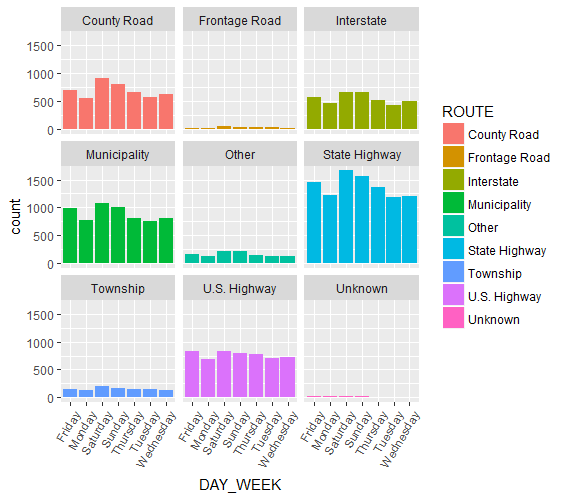 County Road
Frontage Road
Interstate
1500
1000
500
0
Municipality
Other
State Highway
1500
1000
500
0
Township
U.S. Highway
Unknown
1500
1000
500
0
Friday
Monday
Saturday
Sunday
Thursday
Tuesday
Wednesday
Friday
Monday
Saturday
Sunday
Thursday
Tuesday
Wednesday
Friday
Monday
Saturday
Sunday
Thursday
Tuesday
Wednesday
DAY_WEEK
count
ROUTE
County Road
Frontage Road
Interstate
Municipality
Other
State Highway
Township
U.S. Highway
Unknown